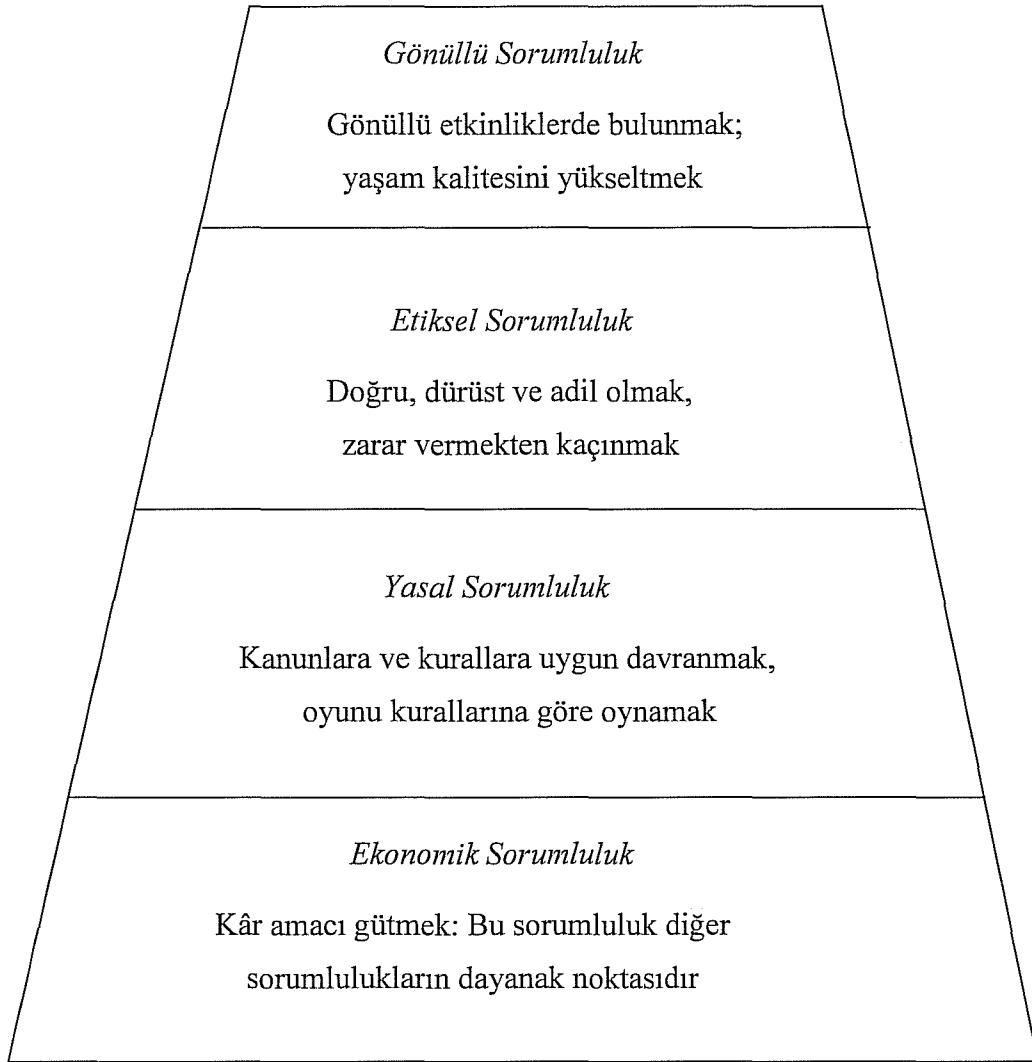 Gönüllü Sorumluluk
Gönüllü etkinliklerde bulunmak;
yaşam kalitesini yükseltmek
Etiksel Sorumluluk
Doğru, dürüst ve adil olmak,
zarar vermekten kaçınmak
Yasal Sorumluluk
Kanunlara ve kurallara uygun davranmak,
oyunu kurallarına göre oynamak
Ekonomik Sorumluluk
Kâr amacı gütmek: Bu sorumluluk diğer
sorumlulukların dayanak noktasıdır